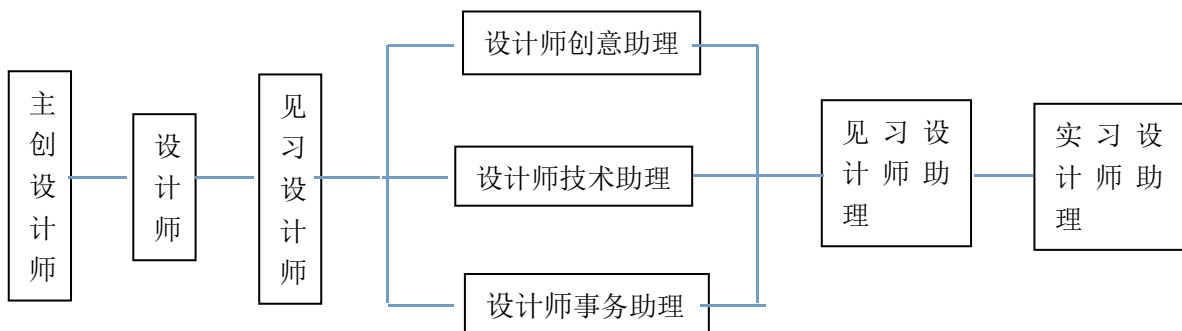 主创设计师
设计师
见习设计师
设计师创意助理
设计师技术助理
设计师事务助理
见习设
计师助
理
实习设
计师助
理